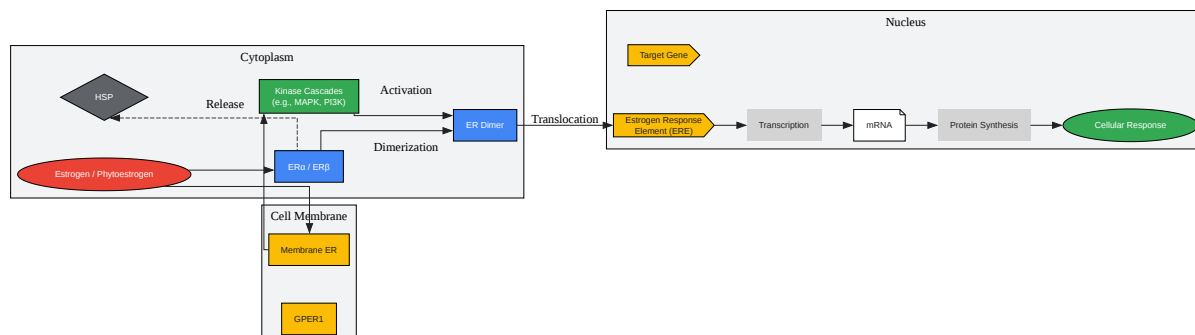 Nucleus
Target Gene
Cytoplasm
HSP
Release
Kinase Cascades
(e.g., MAPK, PI3K)
Activation
ER Dimer
Translocation
Estrogen Response
Element (ERE)
Transcription
mRNA
Protein Synthesis
Cellular Response
Dimerization
Estrogen / Phytoestrogen
ERα / ERβ
Cell Membrane
Membrane ER
GPER1